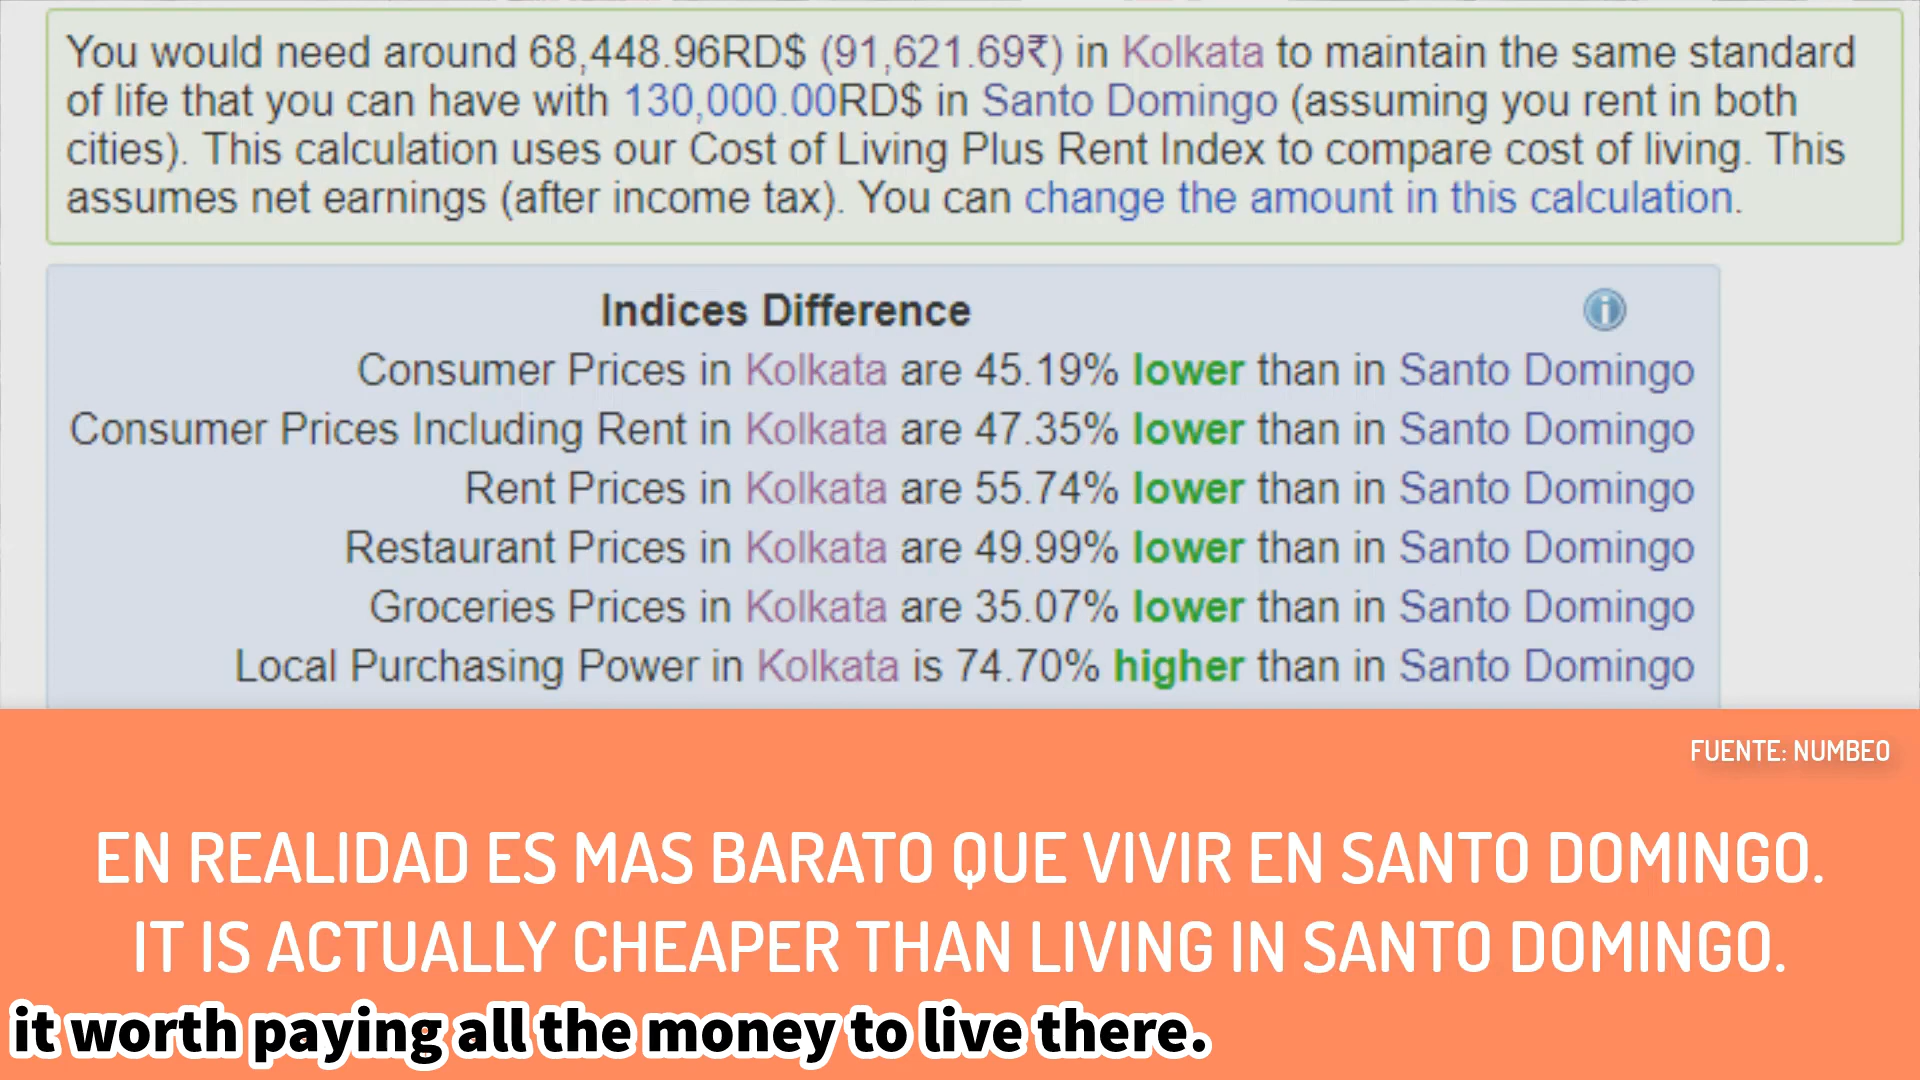 You would need around 68,448.96RD$ (91,621.69₹) in Kolkata to maintain the same standard
of life that you can have with 130,000.00RD$ in Santo Domingo (assuming you rent in both
cities). This calculation uses our Cost of Living Plus Rent Index to compare cost of living. This
assumes net earnings (after income tax). You can change the amount in this calculation.
Indices Difference
Consumer Prices in Kolkata are 45.19% lower than in Santo Domingo
Consumer Prices Including Rent in Kolkata are 47.35% lower than in Santo Domingo
Rent Prices in Kolkata are 55.74% lower than in Santo Domingo
Restaurant Prices in Kolkata are 49.99% lower than in Santo Domingo
Groceries Prices in Kolkata are 35.07% lower than in Santo Domingo
Local Purchasing Power in Kolkata is 74.70% higher than in Santo Domingo
FUENTE: NUMBEO
EN REALIDAD ES MAS BARATO QUE VIVIR EN SANTO DOMINGO.
IT IS ACTUALLY CHEAPER THAN LIVING IN SANTO DOMINGO.
it worth paying all the money to live there.